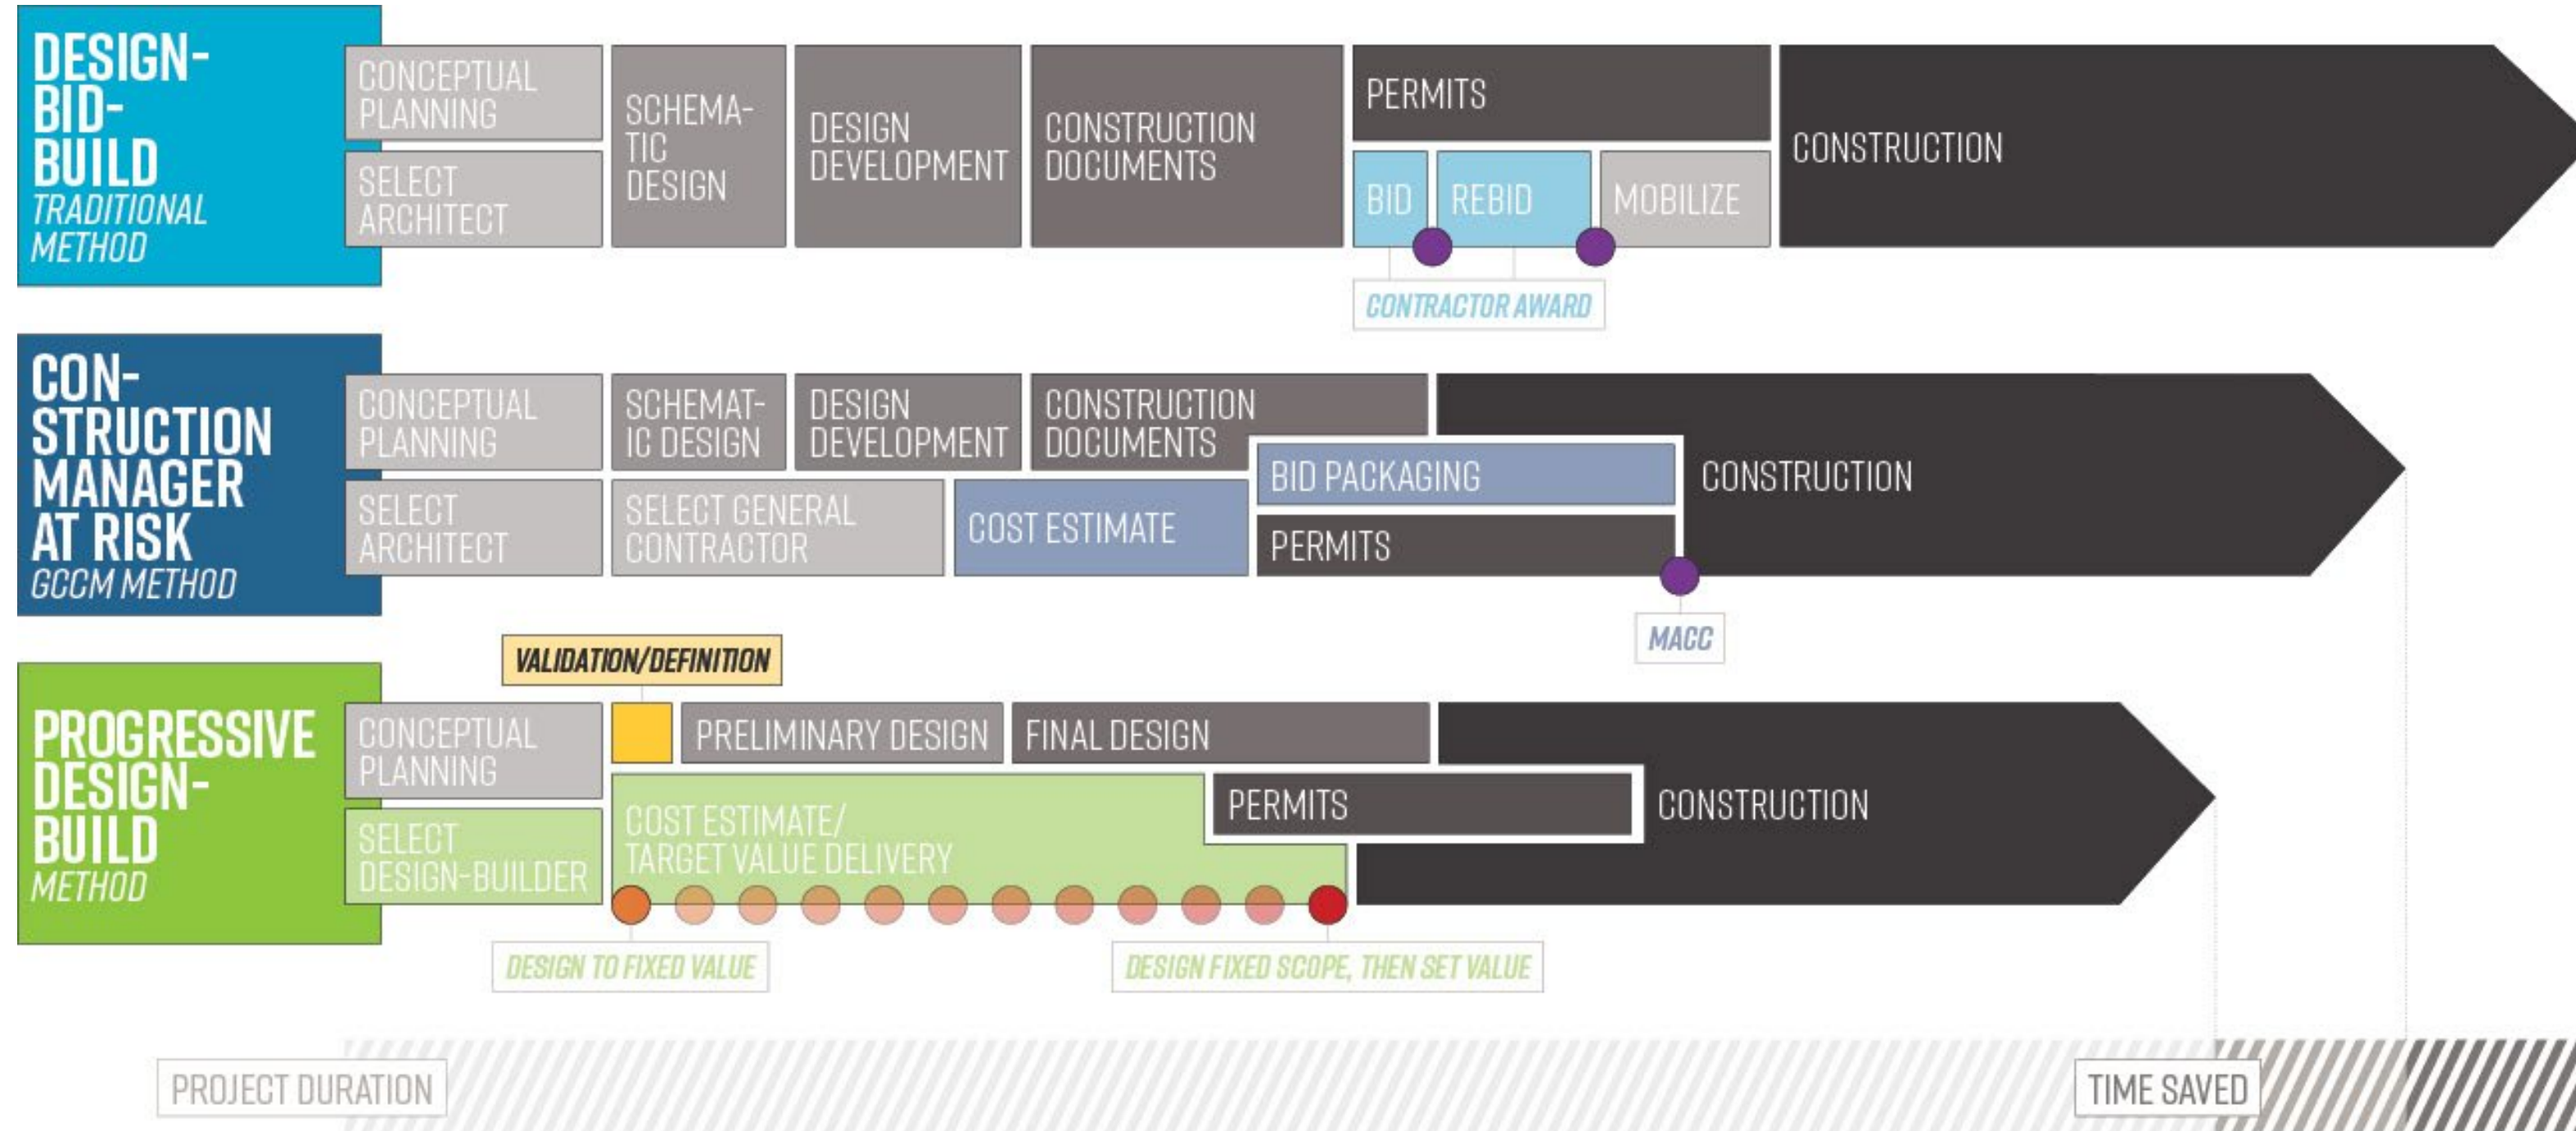 DESIGN-
BID-
BUILD
TRADITIONAL
METHOD
CONCEPTUAL
PLANNING
SELECT
ARCHITECT
SCHEMA-
TIC
DESIGN
DESIGN
DEVELOPMENT
CONSTRUCTION
DOCUMENTS
PERMITS
BID
REBID
MOBILIZE
CONSTRUCTION
CONTRACTOR AWARD
CON-
STRUCTION
MANAGER
AT RISK
GCCM METHOD
CONCEPTUAL
PLANNING
SELECT
ARCHITECT
SCHEMAT-
IC DESIGN
DESIGN
DEVELOPMENT
CONSTRUCTION
DOCUMENTS
SELECT GENERAL
CONTRACTOR
COST ESTIMATE
BID PACKAGING
PERMITS
CONSTRUCTION
MACC
VALIDATION/DEFINITION
PROGRESSIVE
DESIGN-
BUILD
METHOD
CONCEPTUAL
PLANNING
SELECT
DESIGN-BUILDER
PRELIMINARY DESIGN
FINAL DESIGN
COST ESTIMATE/
TARGET VALUE DELIVERY
PERMITS
CONSTRUCTION
DESIGN TO FIXED VALUE
DESIGN FIXED SCOPE, THEN SET VALUE
PROJECT DURATION
TIME SAVED